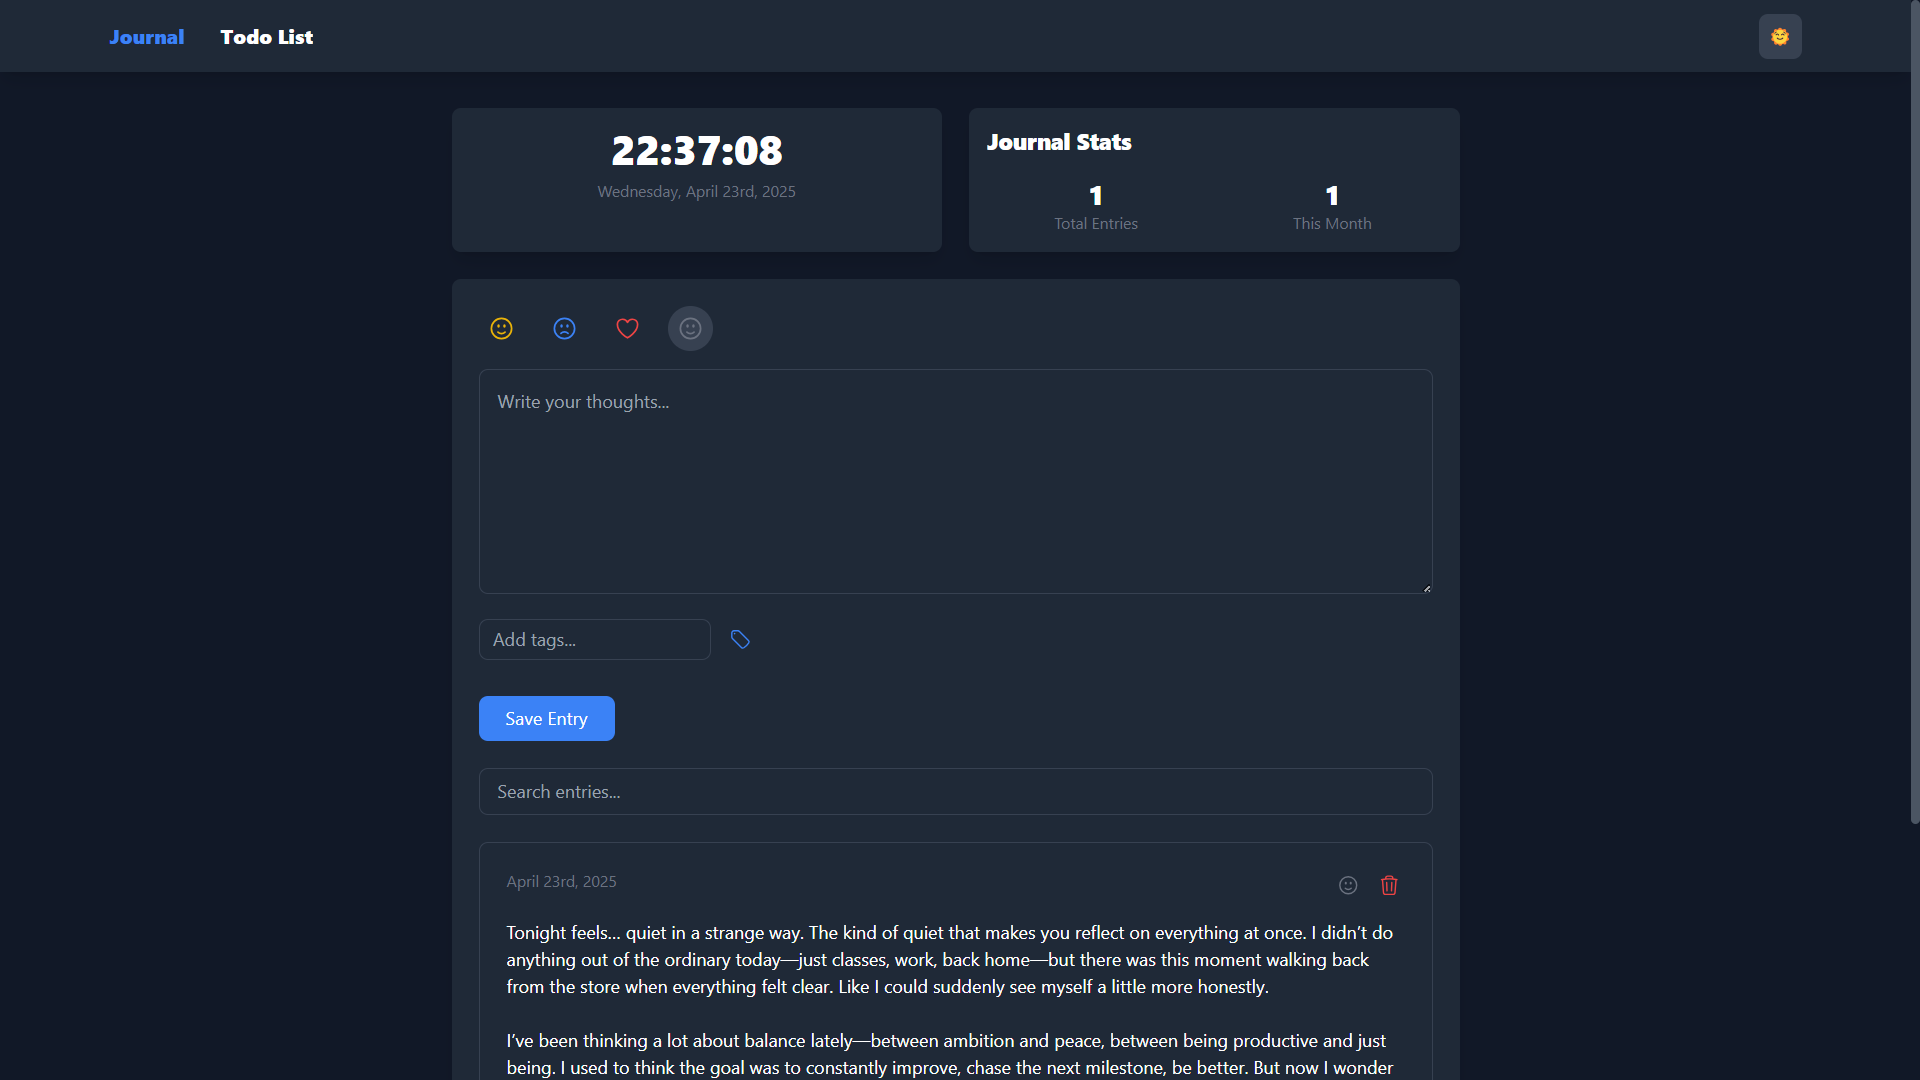 Journal
Todo List
22:37:08
Wednesday, April 23rd, 2025
Journal Stats
1
Total Entries
1
This Month
Write your thoughts...
Add tags...
Save Entry
Search entries...
April 23rd, 2025
Tonight feels... quiet in a strange way. The kind of quiet that makes you reflect on everything at once. I didn’t do
anything out of the ordinary today—just classes, work, back home—but there was this moment walking back
from the store when everything felt clear. Like I could suddenly see myself a little more honestly.
I’ve been thinking a lot about balance lately—between ambition and peace, between being productive and just
being. I used to think the goal was to constantly improve, chase the next milestone, be better. But now I wonder